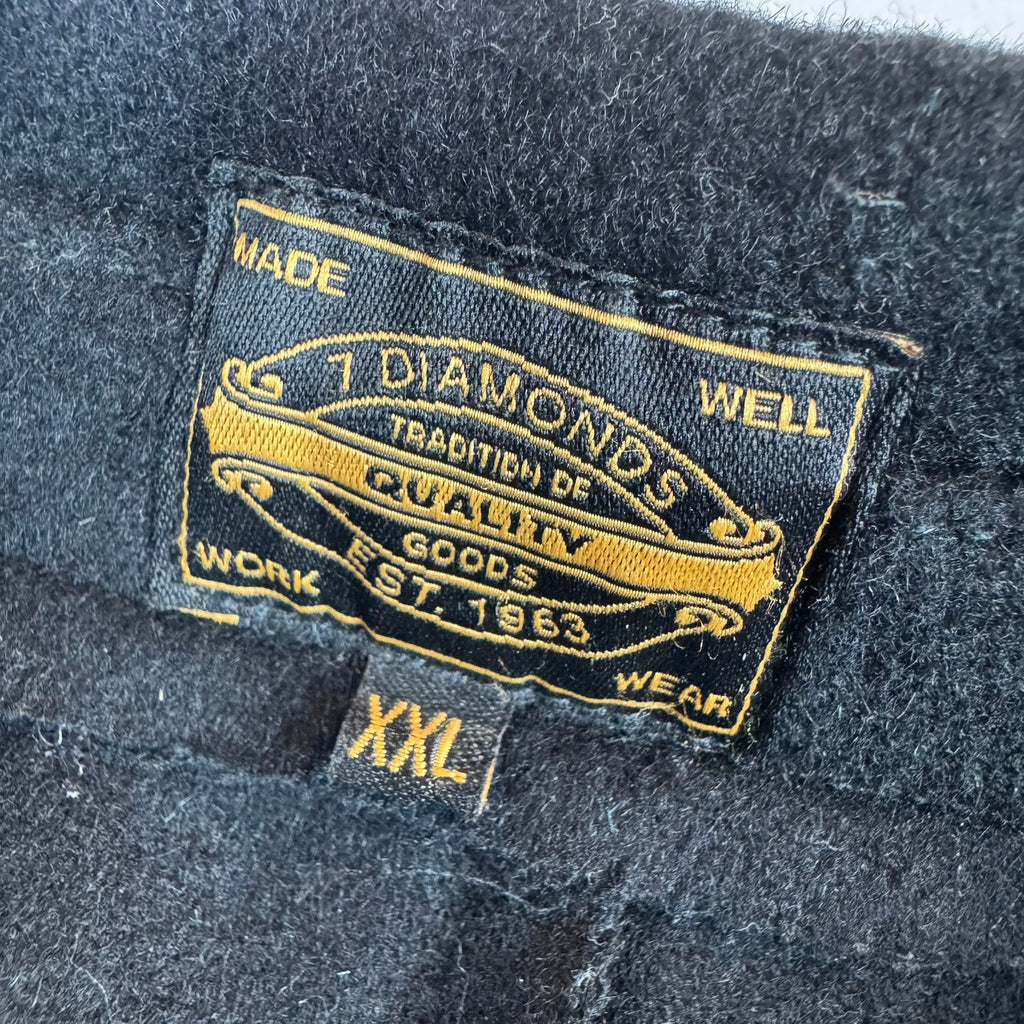 MADE
WELL
7 DIAMONDS
TRADITION DE
QUALITY
GOODS
EST. 1963
WORK
WEAR
XXL